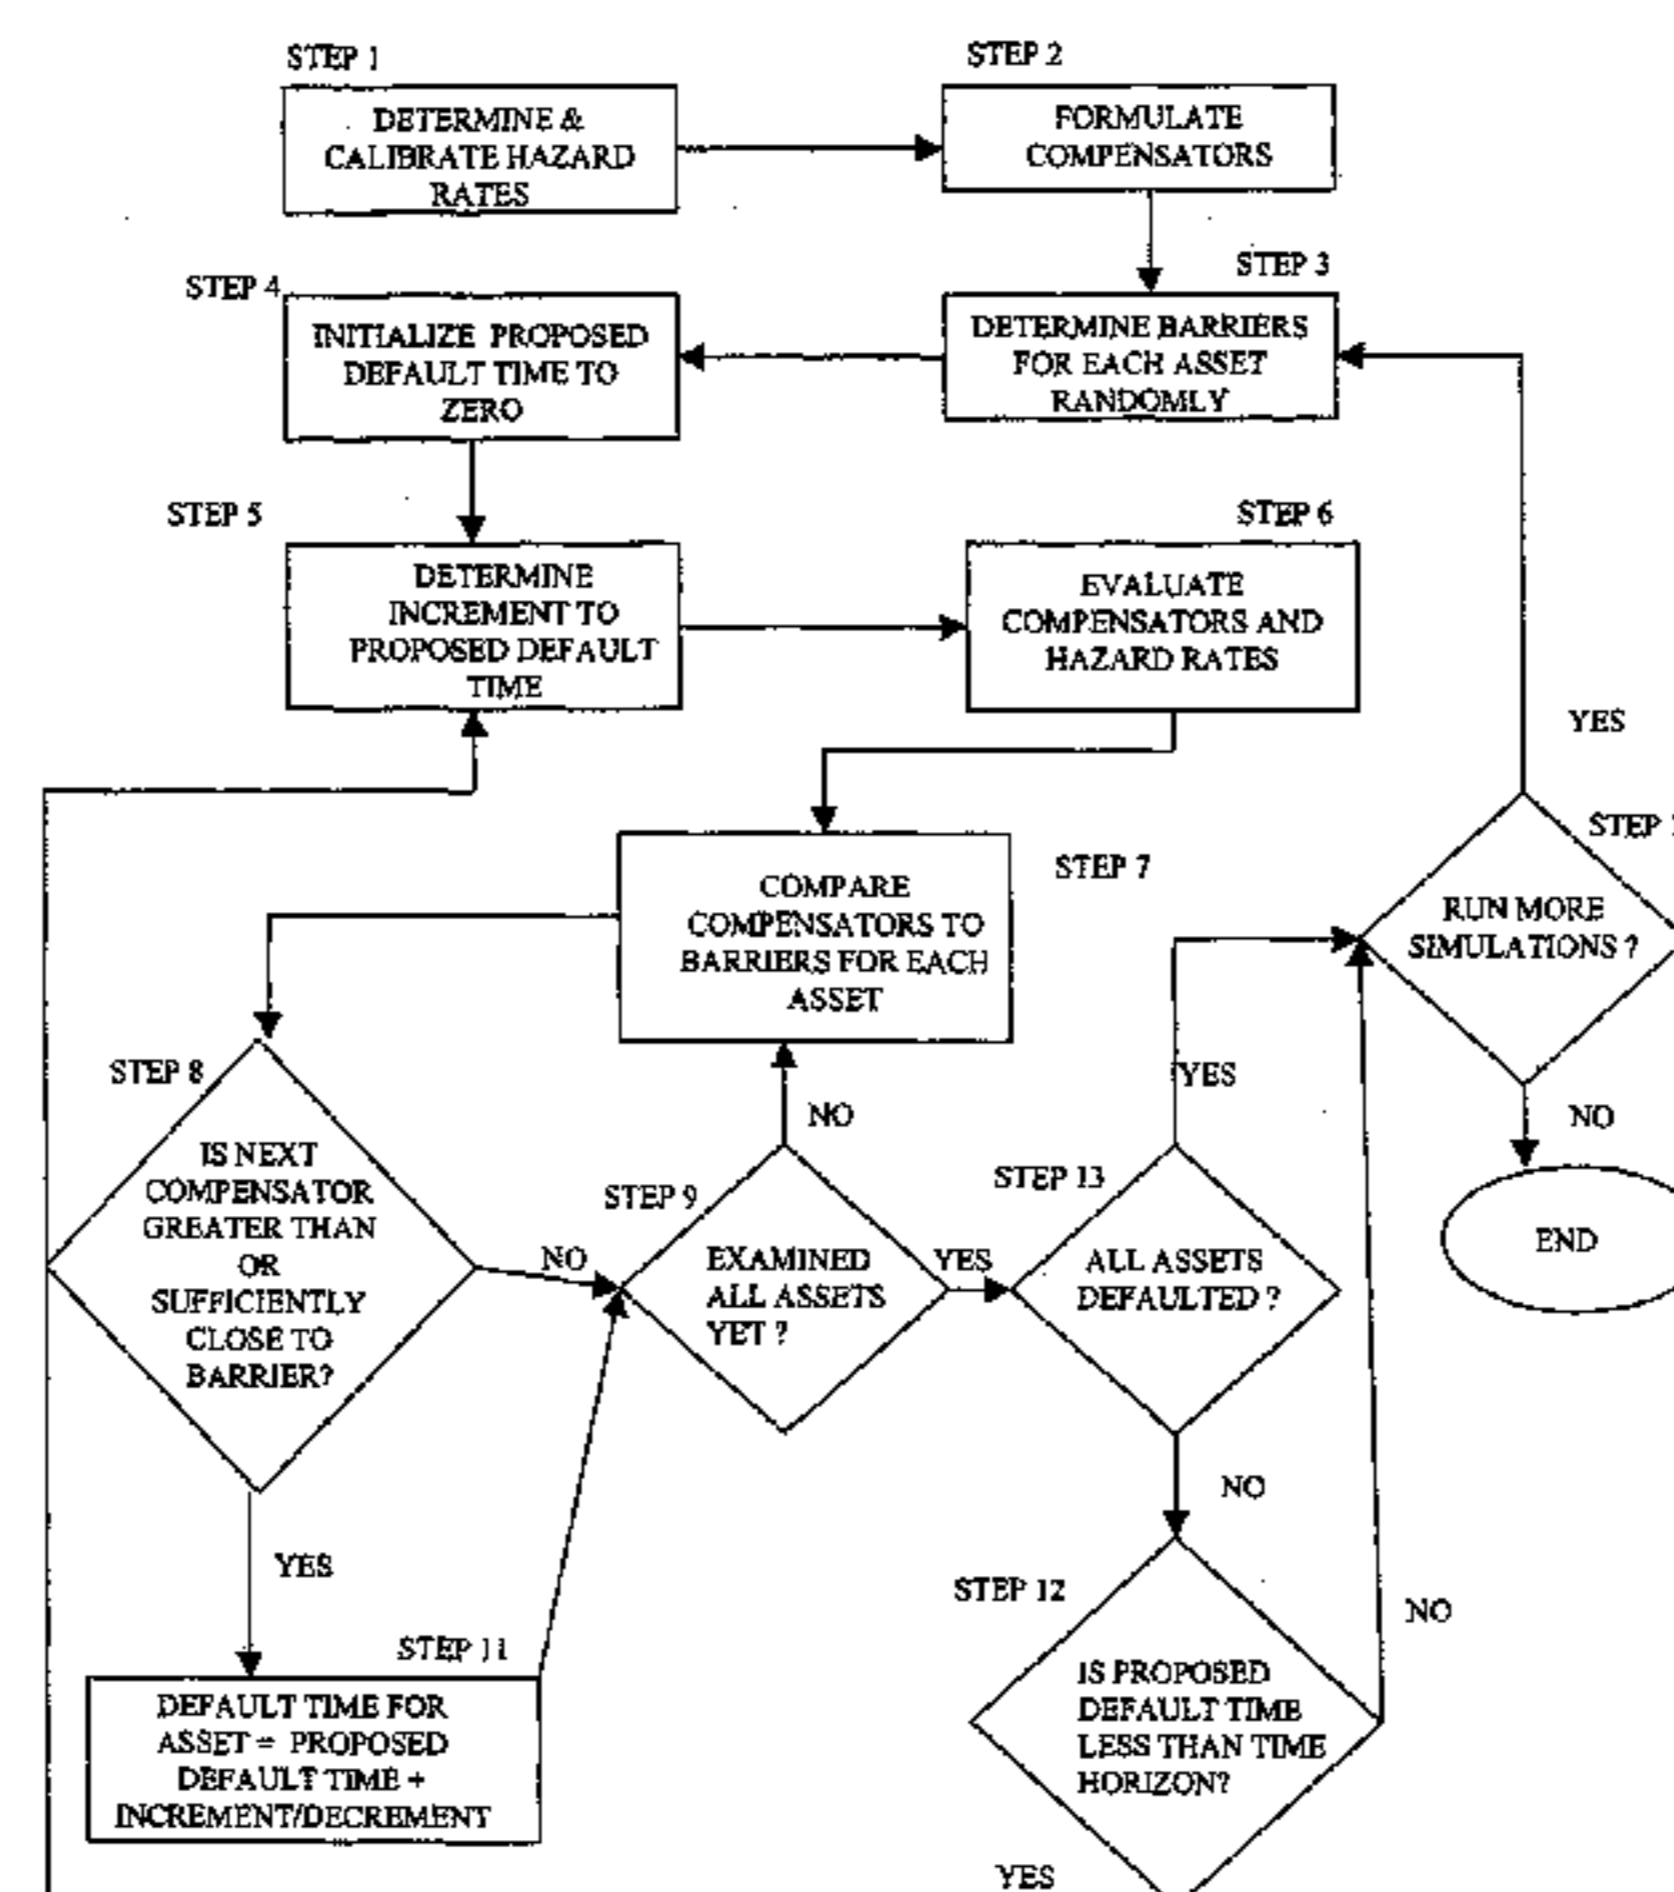 STEP 1
DETERMINE &
CALIBRATE HAZARD
RATES
STEP 2
FORMULATE
COMPENSATORS
STEP 3
DETERMINE BARRIERS
FOR EACH ASSET
RANDOMLY
STEP 4
INITIALIZE PROPOSED
DEFAULT TIME TO
ZERO
STEP 5
DETERMINE
INCREMENT TO
PROPOSED DEFAULT
TIME
STEP 6
EVALUATE
COMPENSATORS AND
HAZARD RATES
STEP 7
COMPARE
COMPENSATORS TO
BARRIERS FOR EACH
ASSET
STEP 8
IS NEXT
COMPENSATOR
GREATER THAN
OR
SUFFICIENTLY
CLOSE TO
BARRIER?
NO
YES
STEP 9
EXAMINED
ALL ASSETS
YET ?
NO
YES
STEP 11
DEFAULT TIME FOR
ASSET = PROPOSED
DEFAULT TIME +
INCREMENT/DECREMENT
STEP 13
ALL ASSETS
DEFAULTED ?
YES
NO
STEP 12
IS PROPOSED
DEFAULT TIME
LESS THAN TIME
HORIZON?
NO
YES
STEP
RUN MORE
SIMULATIONS ?
YES
NO
END